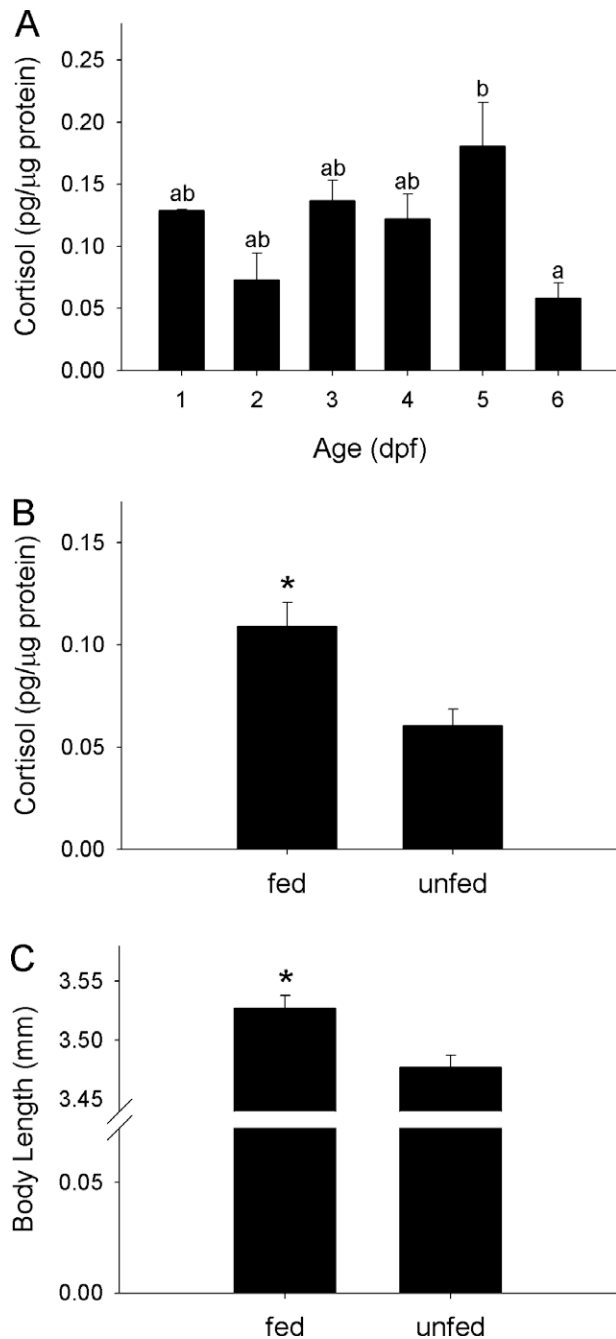 A
Cortisol (pg/μg protein)
0.25
0.20
0.15
0.10
0.05
0.00
ab
ab
ab
ab
b
a
1 2 3 4 5 6
Age (dpf)
B
Cortisol (pg/μg protein)
0.15
0.10
0.05
0.00
*
fed unfed
C
Body Length (mm)
3.55
3.50
3.45
0.05
0.00
*
fed unfed